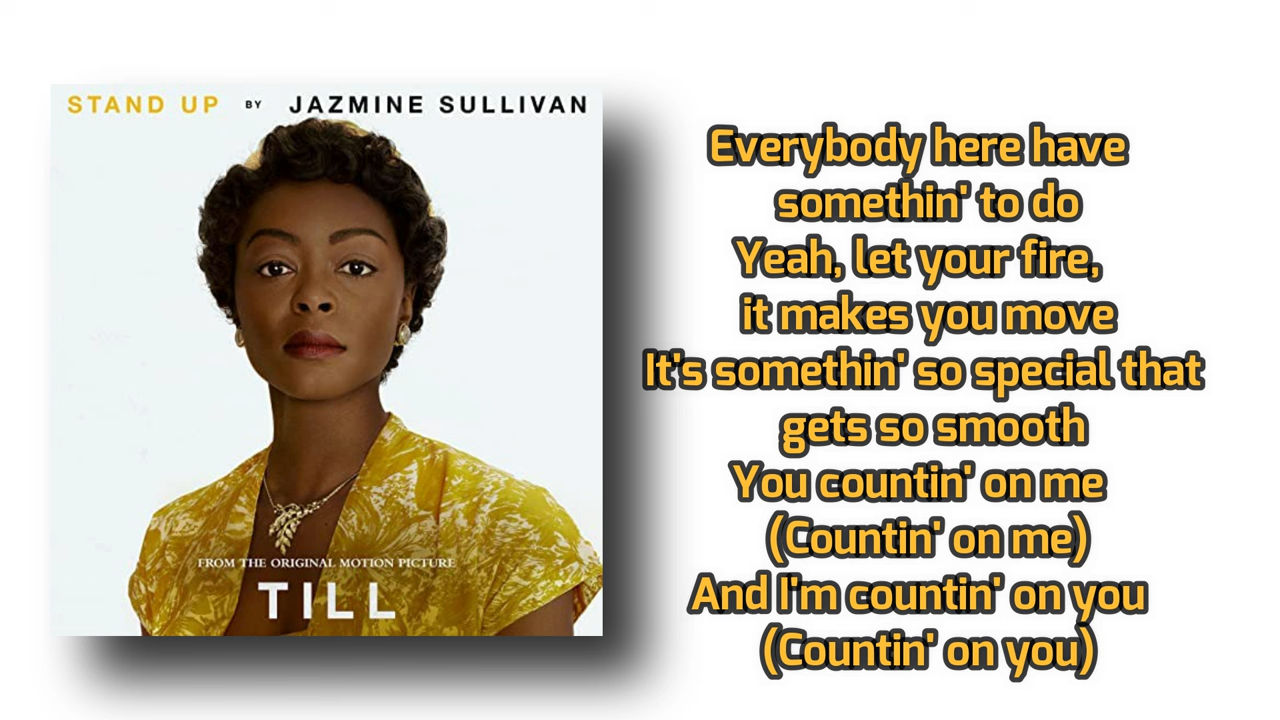 STAND UP BY JAZMINE SULLIVAN
FROM THE ORIGINAL MOTION PICTURE
TILL
Everybody here have
somethin' to do
Yeah, let your fire,
it makes you move
It's somethin' so special that
gets so smooth
You countin' on me
(Countin' on me)
And I'm countin' on you
(Countin' on you)